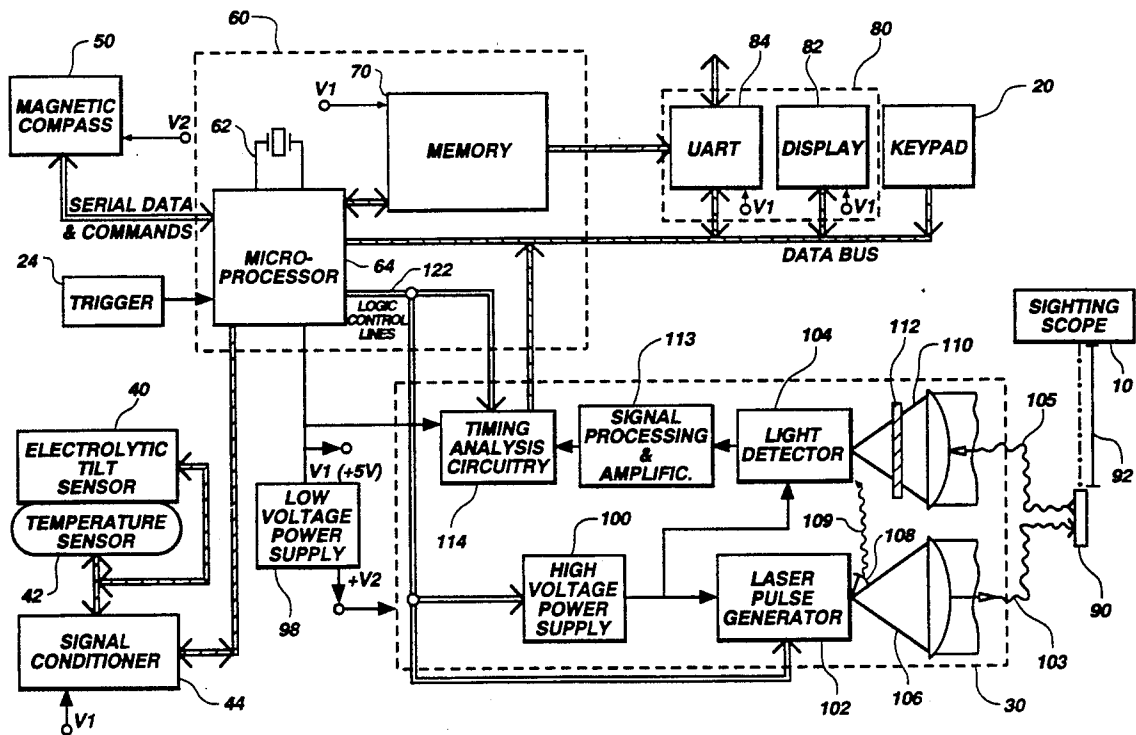 50
60
84
80
70
82
20
MAGNETIC
COMPASS
V2
V1
62
MEMORY
UART
DISPLAY
KEYPAD
V1
V1
SERIAL DATA
& COMMANDS
MICRO-
PROCESSOR
64
DATA BUS
24
TRIGGER
122
LOGIC
CONTROL
LINES
SIGHTING
SCOPE
10
113
104
112
110
105
40
ELECTROLYTIC
TILT
SENSOR
TEMPERATURE
SENSOR
42
TIMING
ANALYSIS
CIRCUITRY
SIGNAL
PROCESSING
&
AMPLIFIC.
LIGHT
DETECTOR
92
V1 (+5V)
LOW
VOLTAGE
POWER
SUPPLY
114
109
108
100
+V2
98
HIGH
VOLTAGE
POWER
SUPPLY
LASER
PULSE
GENERATOR
90
SIGNAL
CONDITIONER
44
V1
102
106
103
30